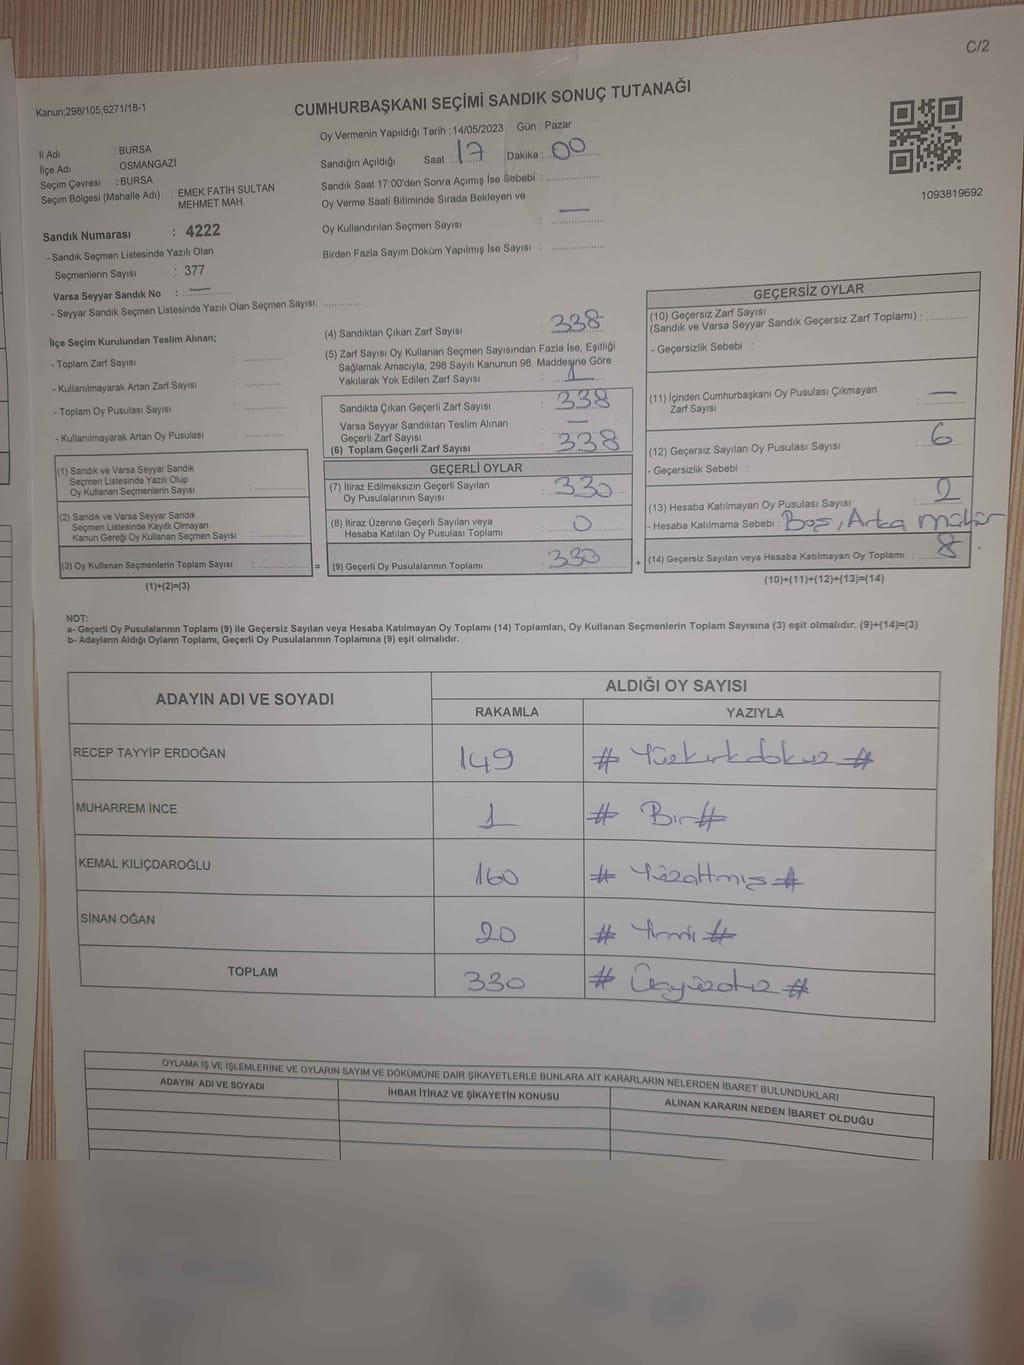 C/2
Kanun;298/105;6271/18-1
CUMHURBAŞKANI SEÇİMİ SANDIK SONUÇ TUTANAĞI
Oy Vermenin Yapıldığı Tarih : 14/05/2023 Gün : Pazar
İl Adı : BURSA
İlçe Adı : OSMANGAZİ
Seçim Çevresi : BURSA
Seçim Bölgesi (Mahalle Adı) : EMEK FATİH SULTAN
MEHMET MAH.
Sandığın Açıldığı Saat : 17 Dakika : 00
Sandık Saat 17:00'den Sonra Açımış İse Sebebi :
Oy Verme Saati Bitiminde Sırada Bekleyen ve
Oy Kullandırılan Seçmen Sayısı : —
Birden Fazla Sayım Döküm Yapılmış İse Sayısı :
1093819692
Sandık Numarası : 4222
- Sandık Seçmen Listesinde Yazılı Olan
Seçmenlerin Sayısı : 377
Varsa Seyyar Sandık No : —
- Seyyar Sandık Seçmen Listesinde Yazılı Olan Seçmen Sayısı:
İlçe Seçim Kurulundan Teslim Alınan;
- Toplam Zarf Sayısı :
- Kullanılmayarak Artan Zarf Sayısı :
- Toplam Oy Pusulası Sayısı :
- Kullanılmayarak Artan Oy Pusulası :
(1) Sandık ve Varsa Seyyar Sandık
Seçmen Listesinde Yazılı Olup
Oy Kullanan Seçmenlerin Sayısı :
(2) Sandık ve Varsa Seyyar Sandık
Seçmen Listesinde Kayıtlı Olmayan
Kanun Gereği Oy Kullanan Seçmen Sayısı :
(3) Oy Kullanan Seçmenlerin Toplam Sayısı : =
(1)+(2)=(3)
(4) Sandıktan Çıkan Zarf Sayısı : 338
(5) Zarf Sayısı Oy Kullanan Seçmen Sayısından Fazla İse, Eşitliği
Sağlamak Amacıyla; 298 Sayılı Kanunun 98. Maddesine Göre
Yakılarak Yok Edilen Zarf Sayısı : 1
Sandıkta Çıkan Geçerli Zarf Sayısı : 338
Varsa Seyyar Sandıktan Teslim Alınan
Geçerli Zarf Sayısı : —
(6) Toplam Geçerli Zarf Sayısı : 338
GEÇERLİ OYLAR
(7) İtiraz Edilmeksizin Geçerli Sayılan
Oy Pusulalarının Sayısı : 330
(8) İtiraz Üzerine Geçerli Sayılan veya
Hesaba Katılan Oy Pusulası Toplamı : 0
(9) Geçerli Oy Pusulalarının Toplamı : 330 +
GEÇERSİZ OYLAR
(10) Geçersiz Zarf Sayısı
(Sandık ve Varsa Seyyar Sandık Geçersiz Zarf Toplamı) :
- Geçersizlik Sebebi :
(11) İçinden Cumhurbaşkanı Oy Pusulası Çıkmayan
Zarf Sayısı : —
(12) Geçersiz Sayılan Oy Pusulası Sayısı : 6
- Geçersizlik Sebebi :
(13) Hesaba Katılmayan Oy Pusulası Sayısı : 2
- Hesaba Katılmama Sebebi : Boş, Arka mühür
(14) Geçersiz Sayılan veya Hesaba Katılmayan Oy Toplamı : 8
(10)+(11)+(12)+(13)=(14)
NOT:
a- Geçerli Oy Pusulalarının Toplamı (9) ile Geçersiz Sayılan veya Hesaba Katılmayan Oy Toplamı (14) Toplamları, Oy Kullanan Seçmenlerin Toplam Sayısına (3) eşit olmalıdır. (9)+(14)=(3)
b- Adayların Aldığı Oyların Toplamı, Geçerli Oy Pusulalarının Toplamına (9) eşit olmalıdır.
ADAYIN ADI VE SOYADI ALDIĞI OY SAYISI
RAKAMLA YAZIYLA
RECEP TAYYİP ERDOĞAN 149 # Yüzkırkdokuz #
MUHARREM İNCE 1 # Bir #
KEMAL KILIÇDAROĞLU 160 # Yüzaltmış #
SİNAN OĞAN 20 # Yirmi #
TOPLAM 330 # Üçyüzotuz #
OYLAMA İŞ VE İŞLEMLERİNE VE OYLARIN SAYIM VE DÖKÜMÜNE DAİR ŞİKAYETLERLE BUNLARA AİT KARARLARIN NELERDEN İBARET BULUNDUKLARI
ADAYIN ADI VE SOYADI İHBAR İTİRAZ VE ŞİKAYETİN KONUSU ALINAN KARARIN NEDEN İBARET OLDUĞU